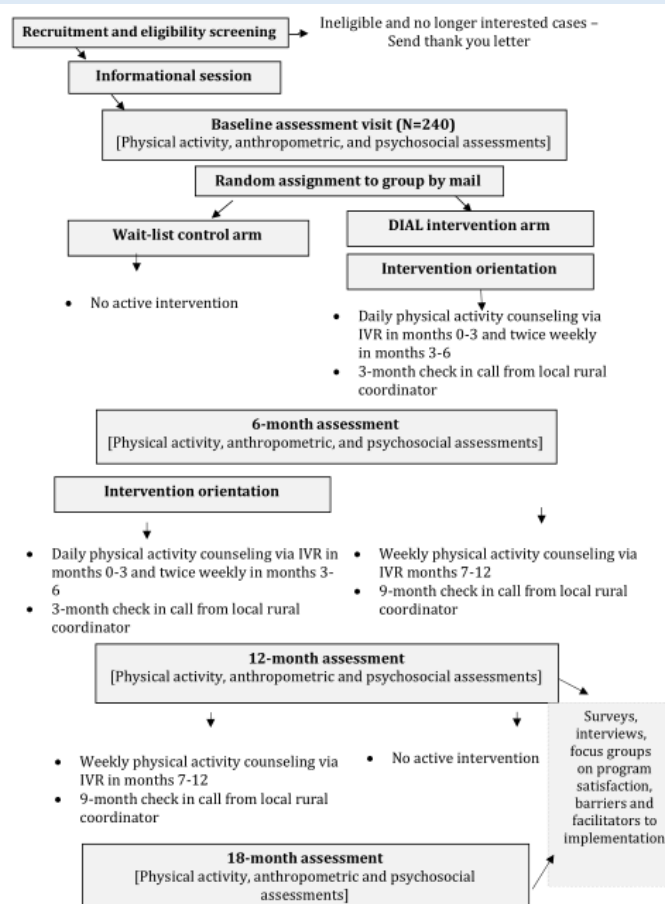 Recruitment and eligibility screening
Ineligible and no longer interested cases –
Send thank you letter
Informational session
Baseline assessment visit (N=240)
[Physical activity, anthropometric, and psychosocial assessments]
Random assignment to group by mail
Wait-list control arm
DIAL intervention arm
Intervention orientation
• No active intervention
• Daily physical activity counseling via
IVR in months 0-3 and twice weekly
in months 3-6
• 3-month check in call from local rural
coordinator
6-month assessment
[Physical activity, anthropometric, and psychosocial assessments]
Intervention orientation
• Daily physical activity counseling via IVR in
months 0-3 and twice weekly in months 3-
6
• 3-month check in call from local rural
coordinator
• Weekly physical activity counseling via
IVR months 7-12
• 9-month check in call from local rural
coordinator
12-month assessment
[Physical activity, anthropometric and psychosocial assessments]
• Weekly physical activity counseling via
IVR in months 7-12
• 9-month check in call from local rural
coordinator
• No active intervention
Surveys,
interviews,
focus groups
on program
satisfaction,
barriers and
facilitators to
implementation
18-month assessment
[Physical activity, anthropometric and psychosocial
assessments]